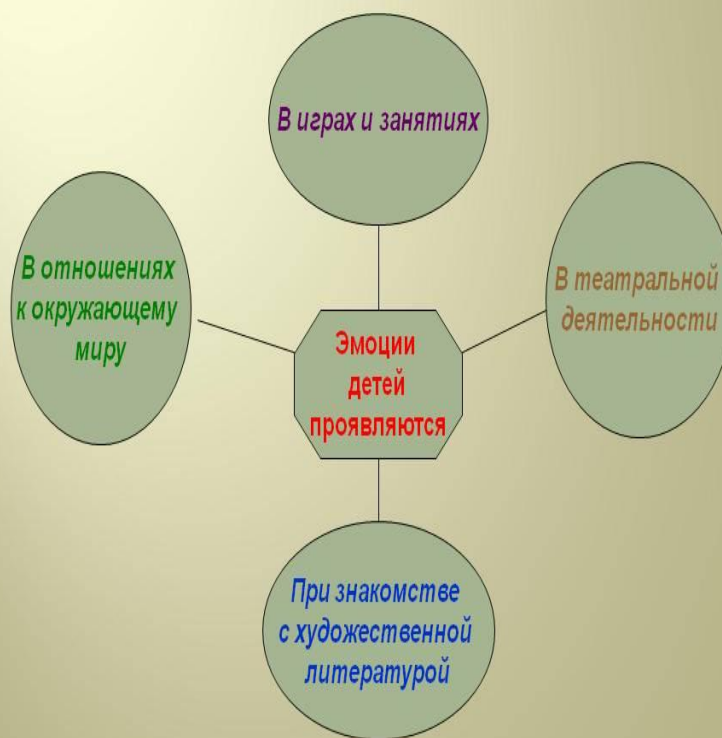 В играх и занятиях
В отношениях
к окружающему
миру
В театральной
деятельности
Эмоции
детей
проявляются
При знакомстве
с художественной
литературой